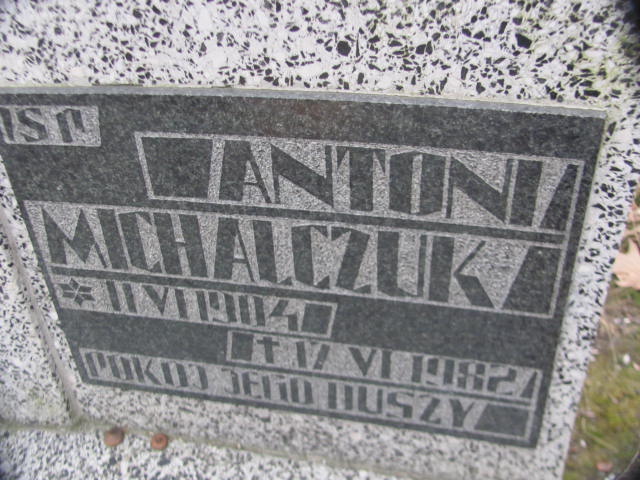 ŚP
ANTONI
MICHALCZUK
* 11 VI 1904
† 17 VI 1982
POKÓJ JEGO DUSZY